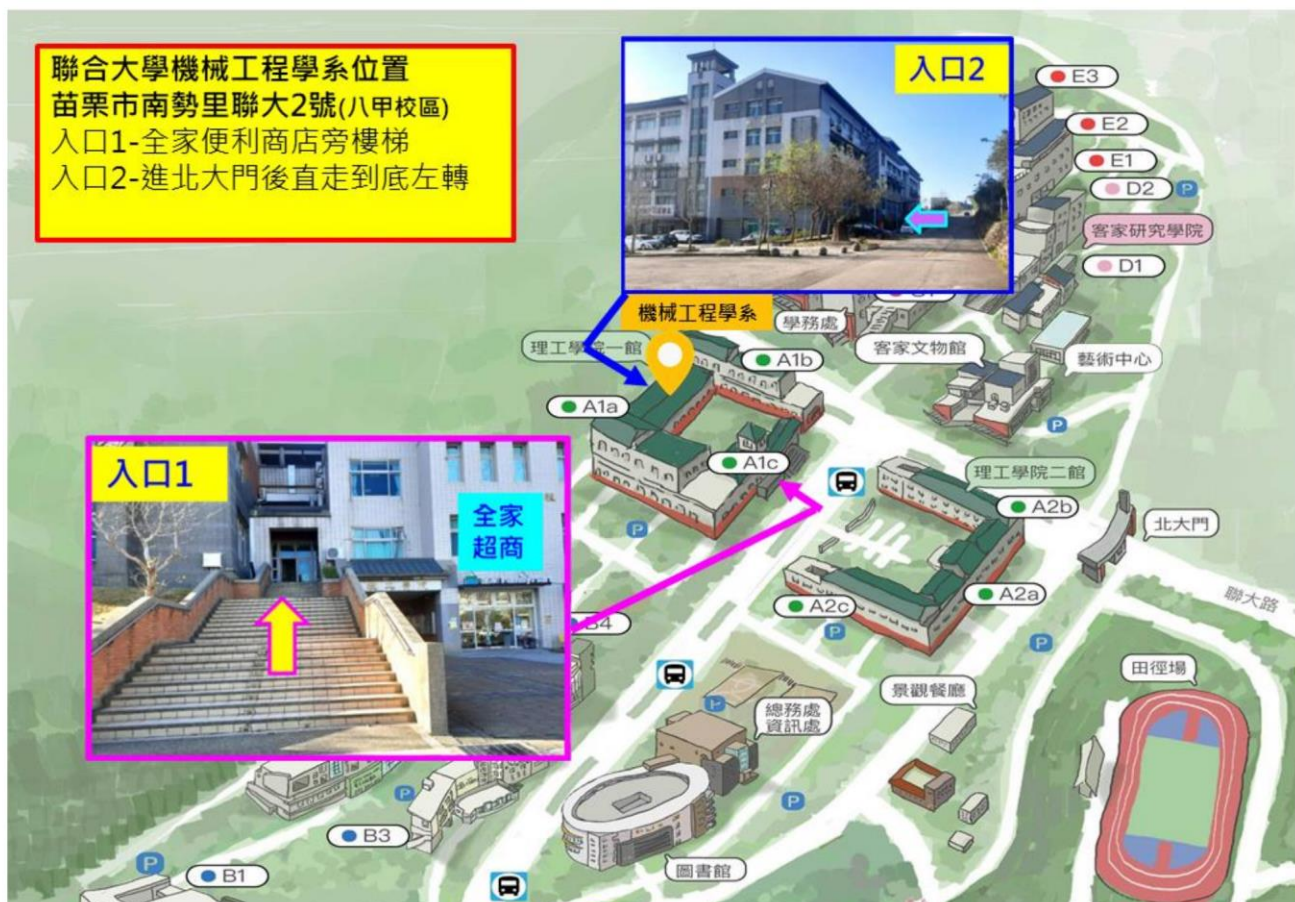 聯合大學機械工程學系位置
苗栗市南勢里聯大2號(八甲校區)
入口1-全家便利商店旁樓梯
入口2-進北大門後直走到底左轉
入口2
E3
E2
E1
D2
P
客家研究學院
D1
機械工程學系
學務處
理工學院一館
A1b
客家文物館
藝術中心
A1a
P
A1c
理工學院二館
入口1
全家
超商
A2b
北大門
P
A2c
A2a
聯大路
B4
P
P
田徑場
景觀餐廳
P
總務處
資訊處
P
P
B3
圖書館
P
B1